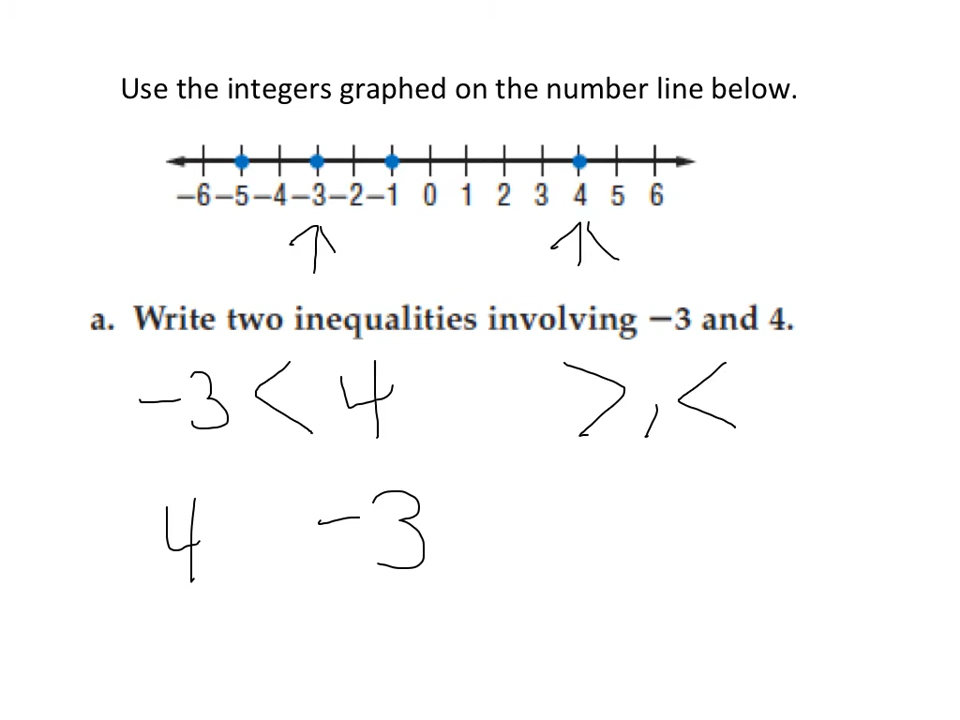 Use the integers graphed on the number line below.
−6 −5 −4 −3 −2 −1 0 1 2 3 4 5 6
a. Write two inequalities involving −3 and 4.
-3 < 4 >, <
4 -3